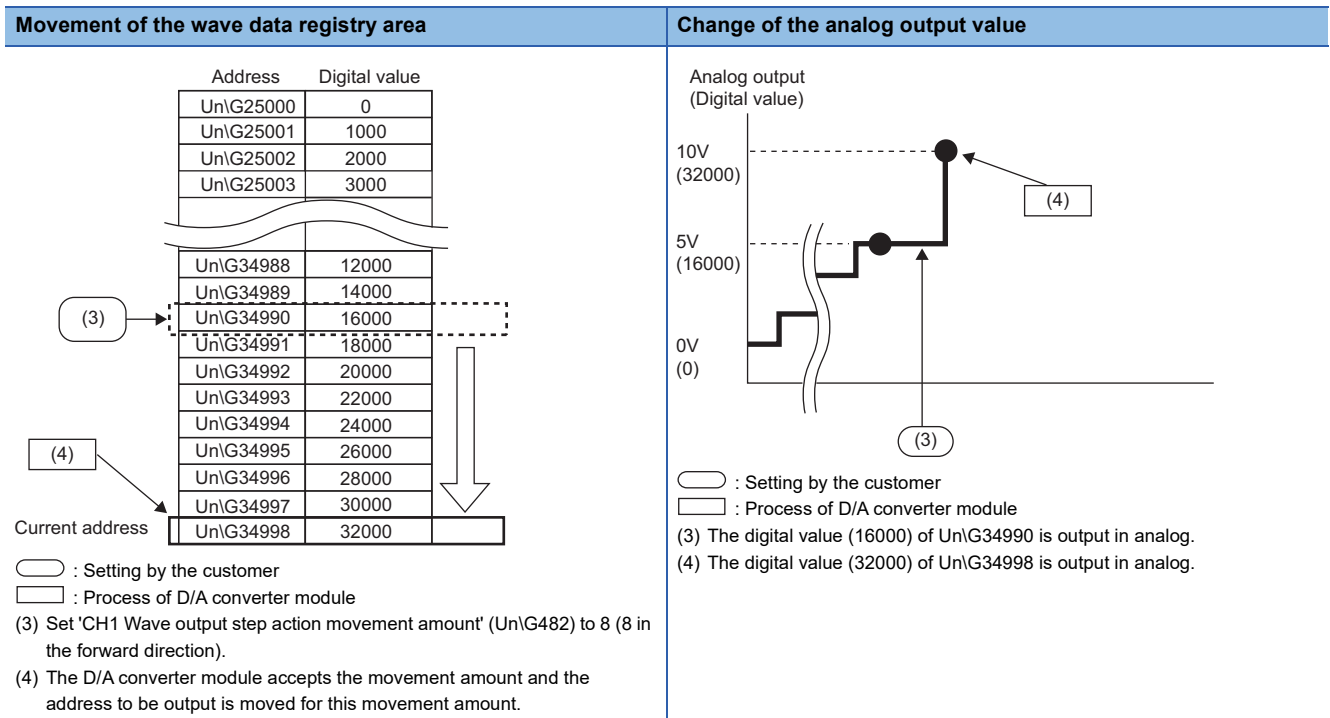 Movement of the wave data registry area
Change of the analog output value
Address Digital value
Un\G25000 0
Un\G25001 1000
Un\G25002 2000
Un\G25003 3000
Un\G34988 12000
Un\G34989 14000
(3) Un\G34990 16000
Un\G34991 18000
Un\G34992 20000
Un\G34993 22000
Un\G34994 24000
(4) Un\G34995 26000
Un\G34996 28000
Un\G34997 30000
Current address Un\G34998 32000
: Setting by the customer
: Process of D/A converter module
(3) Set 'CH1 Wave output step action movement amount' (Un\G482) to 8 (8 in
the forward direction).
(4) The D/A converter module accepts the movement amount and the
address to be output is moved for this movement amount.
Analog output
(Digital value)
10V
(32000)
(4)
5V
(16000)
0V
(0)
(3)
: Setting by the customer
: Process of D/A converter module
(3) The digital value (16000) of Un\G34990 is output in analog.
(4) The digital value (32000) of Un\G34998 is output in analog.